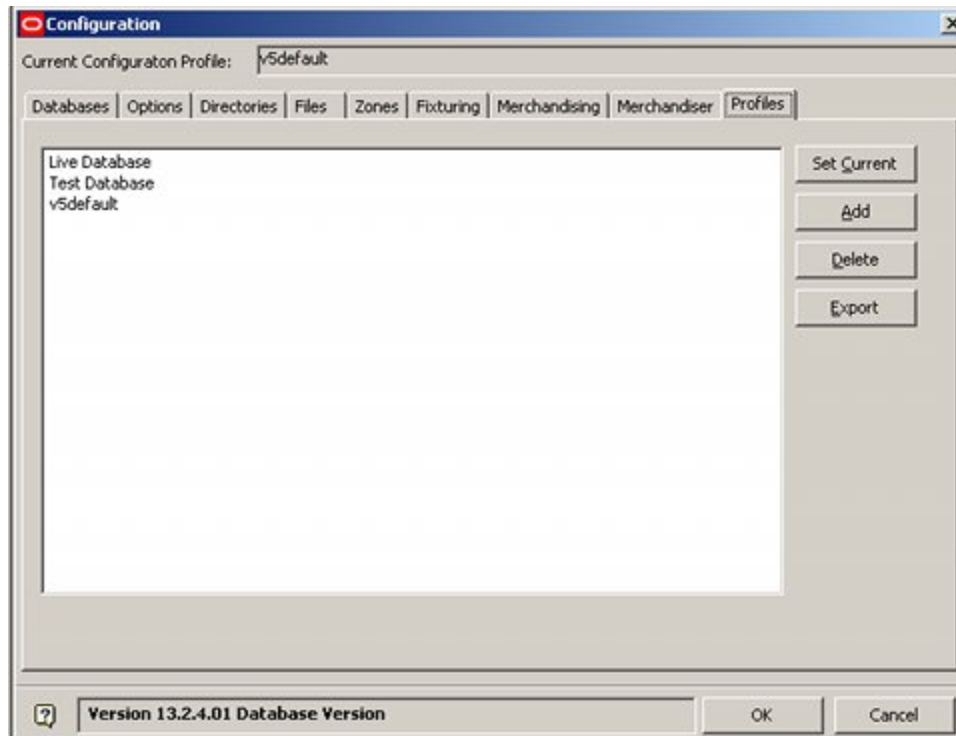 Configuration
Current Configuraton Profile: v5default
Databases Options Directories Files Zones Fixturing Merchandising Merchandiser Profiles
Live Database
Test Database
v5default
Set Current
Add
Delete
Export
Version 13.2.4.01 Database Version
OK
Cancel